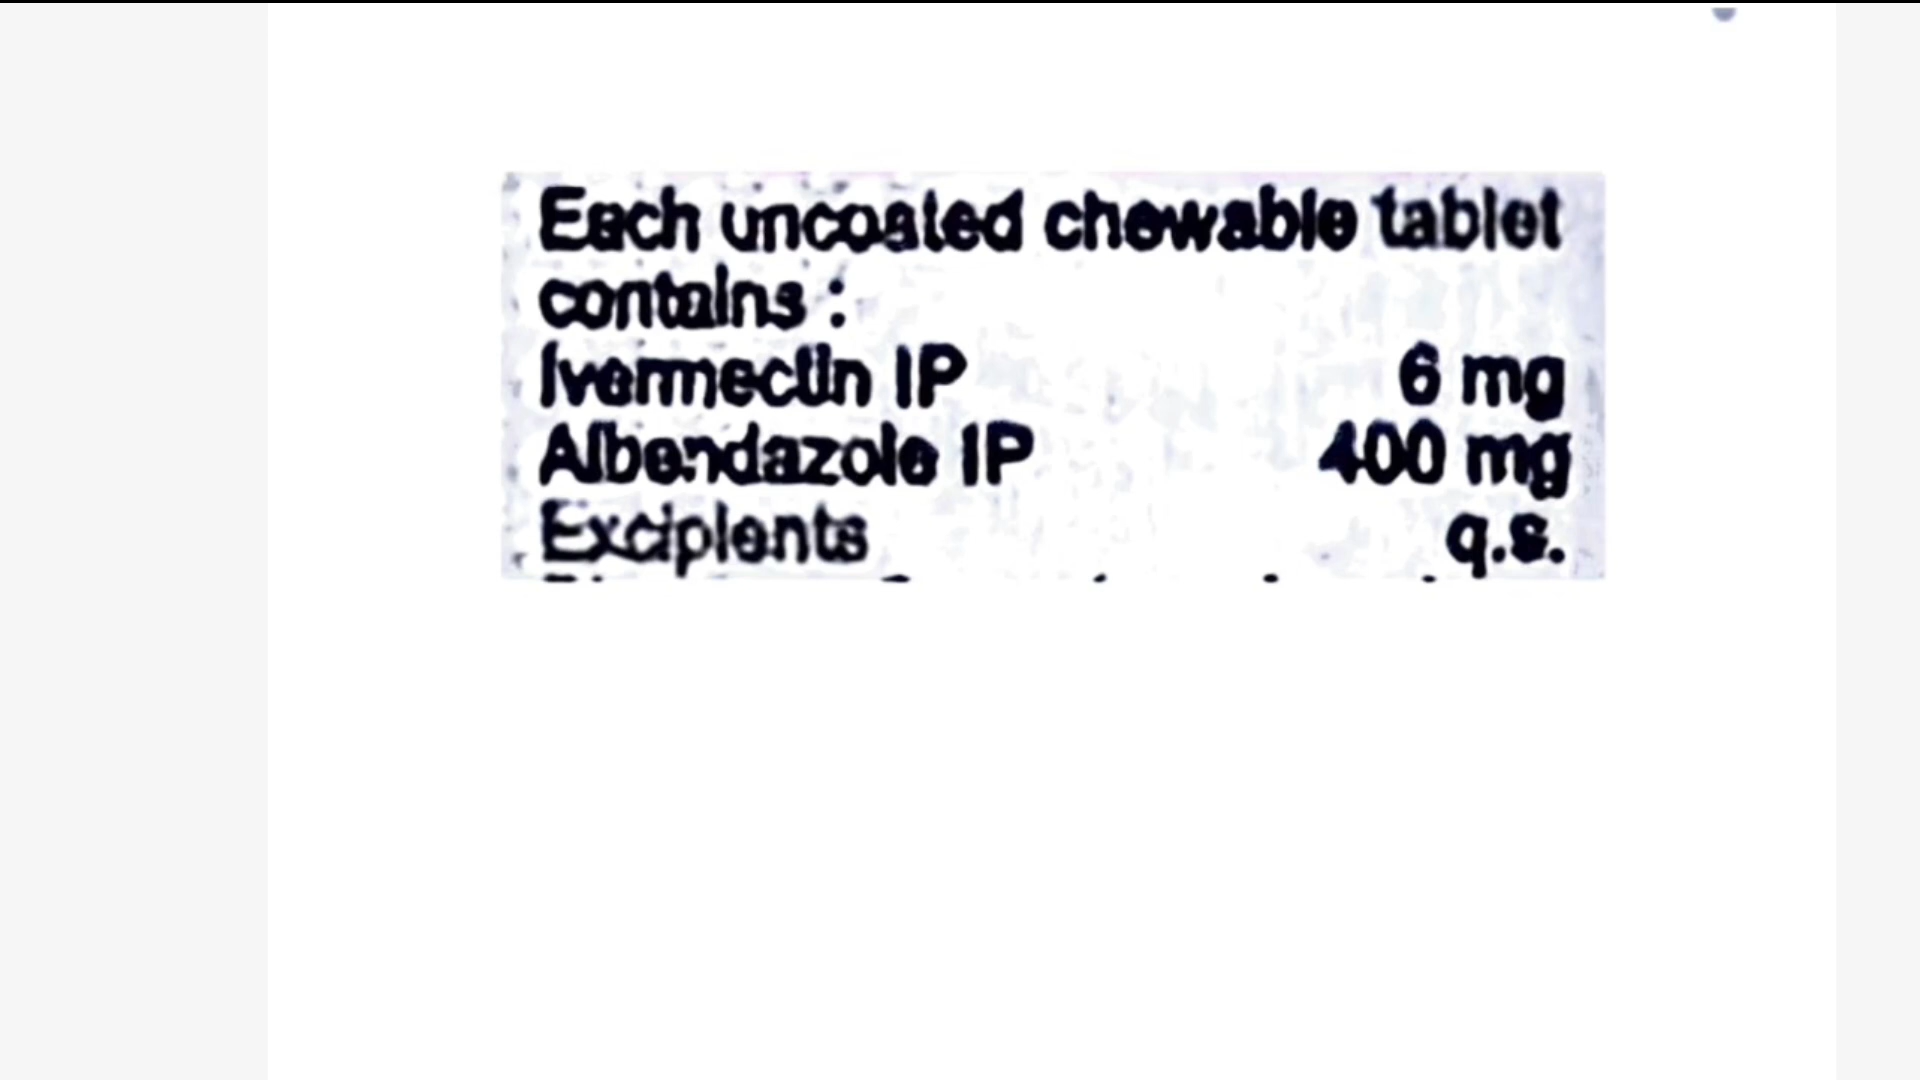 Each uncoated chewable tablet
contains :
Ivermectin IP 6 mg
Albendazole IP 400 mg
Excipients q.s.